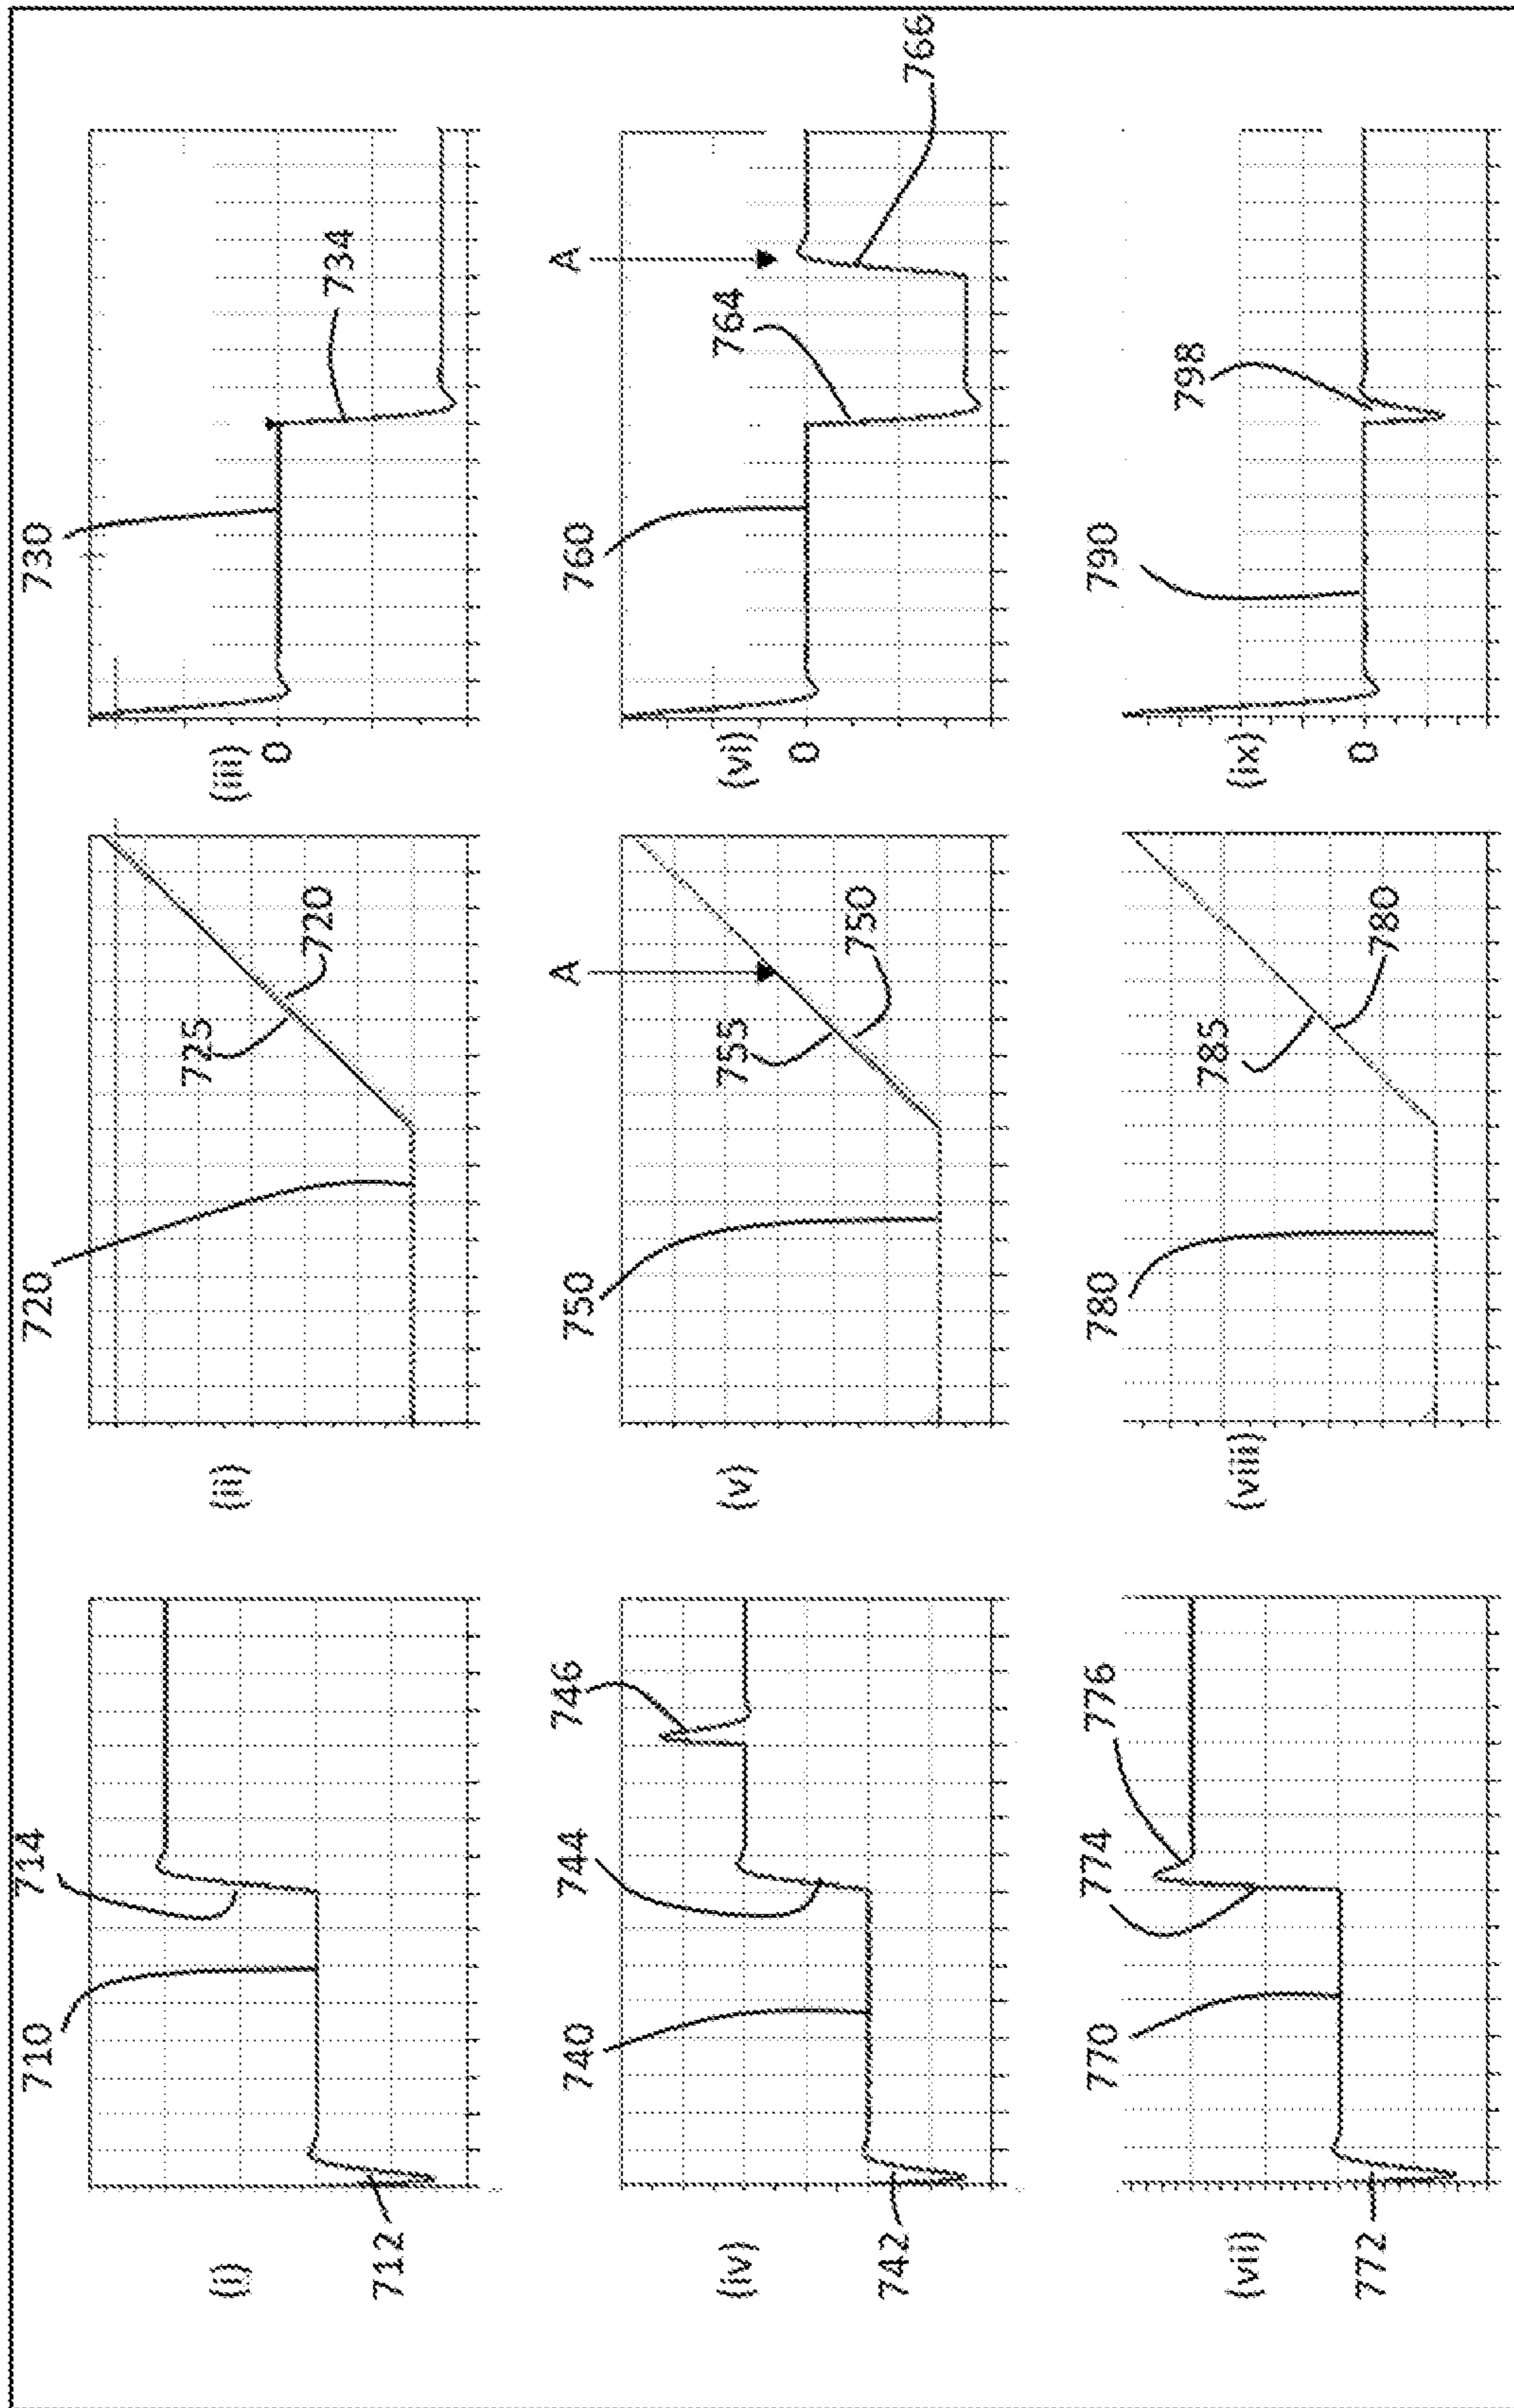 710 714 720 730
725
(i) (ii) (iii)
0
720
734
712
746 A A
740 744 750 760
755 764
(iv) (v) (vi)
0
750
742
766
770 774 776 780 790
798
785
(vii) (viii) (ix)
0
772
780